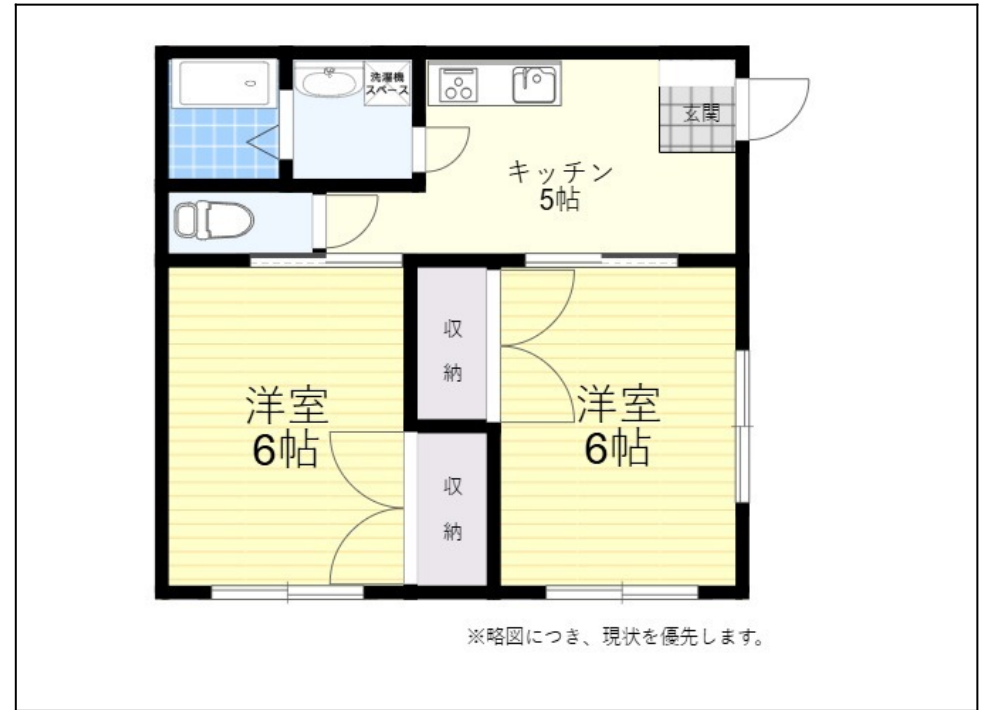 洗濯機
スペース
玄関
キッチン
5帖
収
納
洋室
6帖
洋室
6帖
収
納
※略図につき、現状を優先します。